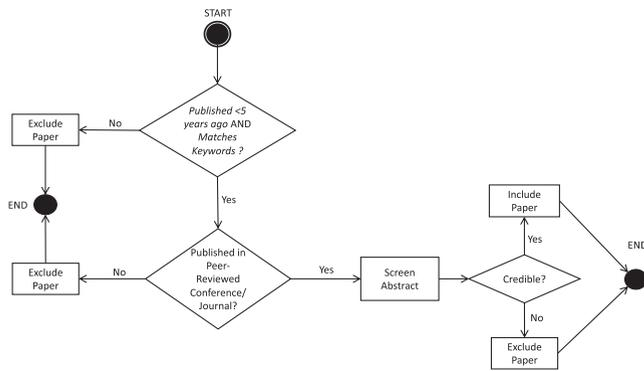 START
Published <5
years ago AND
Matches
Keywords ?
No
Exclude
Paper
Yes
END
Published in
Peer-
Reviewed
Conference/
Journal?
No
Exclude
Paper
Yes
Screen
Abstract
Credible?
Yes
Include
Paper
No
Exclude
Paper
END